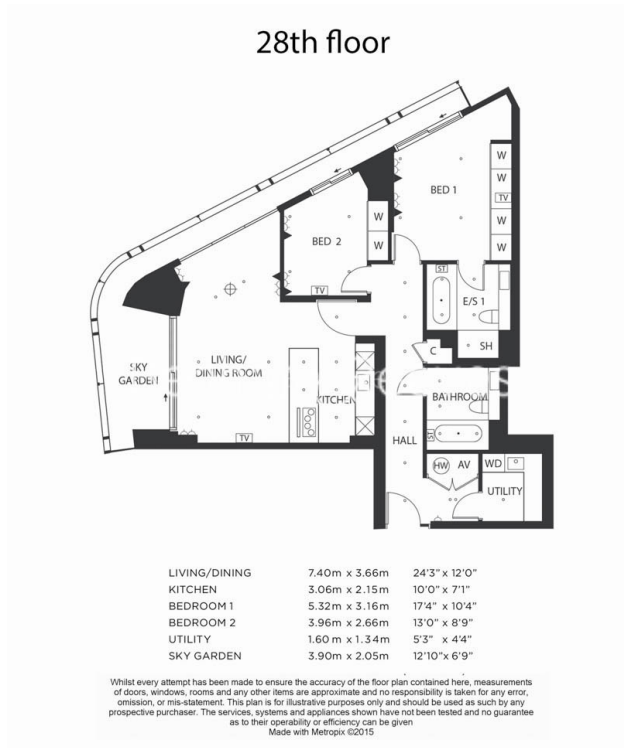 28th floor
W
W
BED 1
TV
W
W
W
BED 2
W
TV
ST
E/S 1
SH
C
SKY
GARDEN
LIVING/
DINING ROOM
KITCHEN
BATHROOM
ST
HALL
TV
HW
AV
WD
UTILITY
LIVING/DINING 7.40m x 3.66m 24'3" x 12'0"
KITCHEN 3.06m x 2.15m 10'0" x 7'1"
BEDROOM 1 5.32m x 3.16m 17'4" x 10'4"
BEDROOM 2 3.96m x 2.66m 13'0" x 8'9"
UTILITY 1.60 m x 1.34m 5'3" x 4'4"
SKY GARDEN 3.90m x 2.05m 12'10"x 6'9"
Whilst every attempt has been made to ensure the accuracy of the floor plan contained here, measurements
of doors, windows, rooms and any other items are approximate and no responsibility is taken for any error,
omission, or mis-statement. This plan is for illustrative purposes only and should be used as such by any
prospective purchaser. The services, systems and appliances shown have not been tested and no guarantee
as to their operability or efficiency can be given
Made with Metropix ©2015